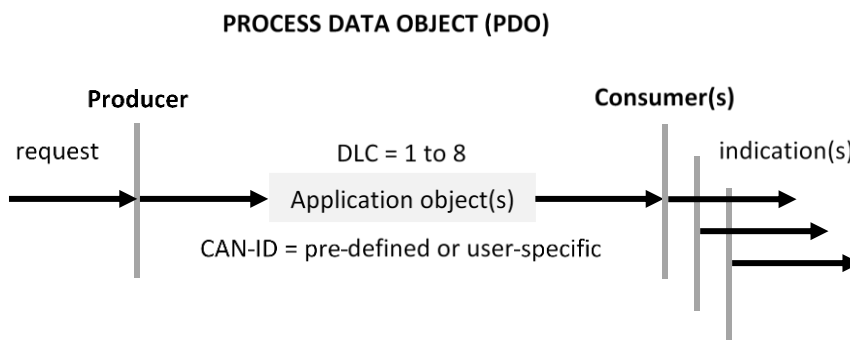 PROCESS DATA OBJECT (PDO)
Producer
Consumer(s)
request
DLC = 1 to 8
indication(s)
Application object(s)
CAN-ID = pre-defined or user-specific